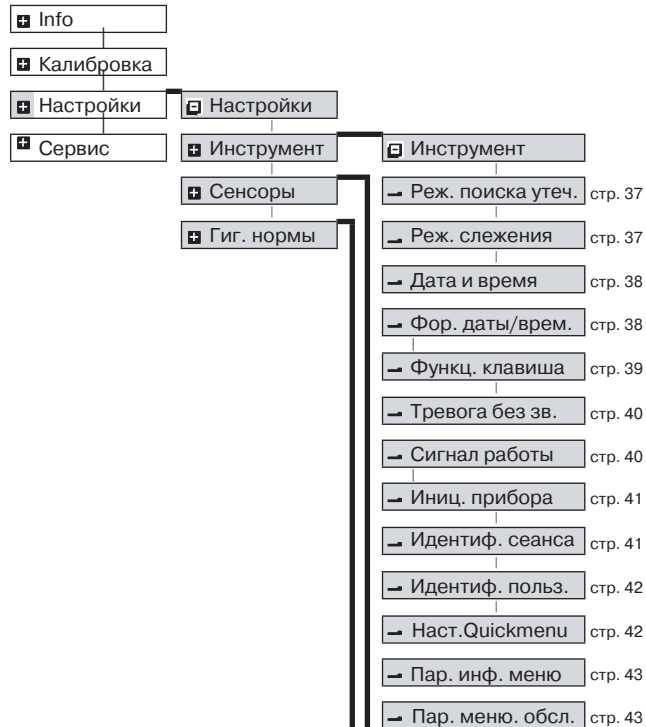 Info
Калибровка
Настройки
Сервис
Настройки
Инструмент
Сенсоры
Гиг. нормы
Инструмент
Реж. поиска утеч. стр. 37
Реж. слежения стр. 37
Дата и время стр. 38
Фор. даты/врем. стр. 38
Функц. клавиша стр. 39
Тревога без зв. стр. 40
Сигнал работы стр. 40
Иниц. прибора стр. 41
Идентиф. сеанса стр. 41
Идентиф. польз. стр. 42
Наст.Quickmenu стр. 42
Пар. инф. меню стр. 43
Пар. меню. обсл. стр. 43